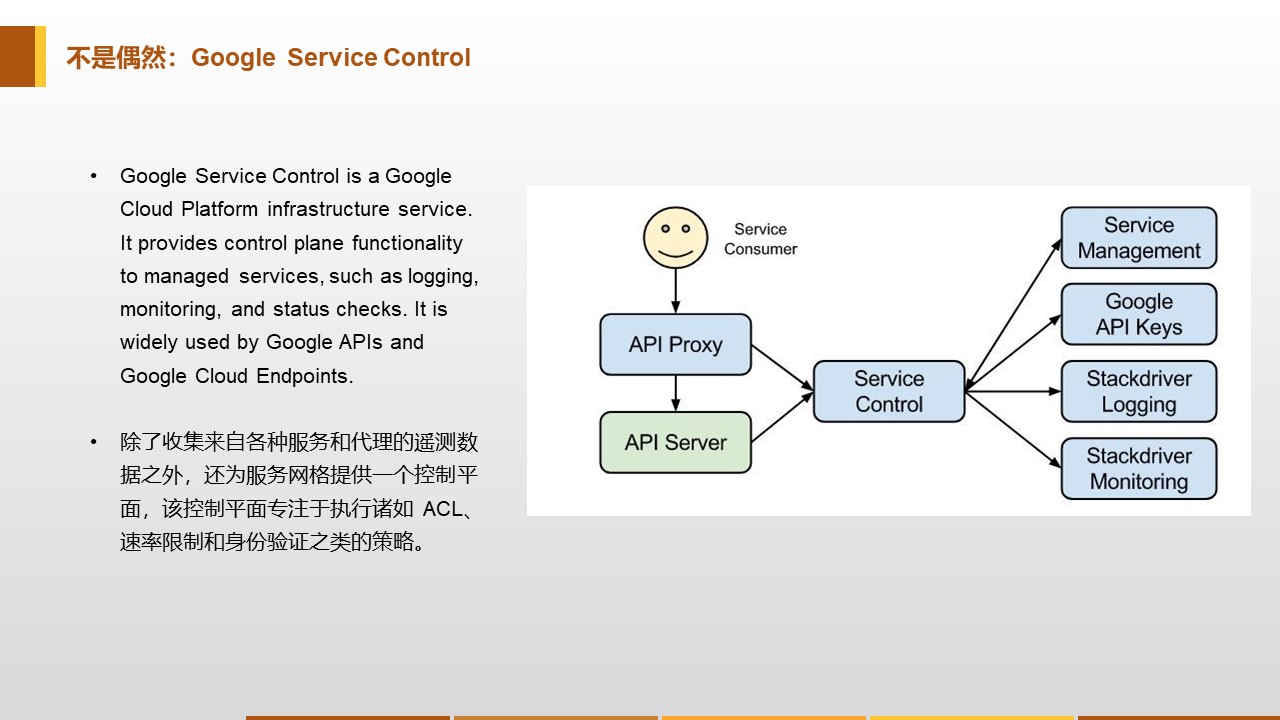 不是偶然：Google Service Control
• Google Service Control is a Google
Cloud Platform infrastructure service.
It provides control plane functionality
to managed services, such as logging,
monitoring, and status checks. It is
widely used by Google APIs and
Google Cloud Endpoints.
• 除了收集来自各种服务和代理的遥测数
据之外，还为服务网格提供一个控制平
面，该控制平面专注于执行诸如 ACL、
速率限制和身份验证之类的策略。
Service
Consumer
API Proxy
API Server
Service
Control
Service
Management
Google
API Keys
Stackdriver
Logging
Stackdriver
Monitoring